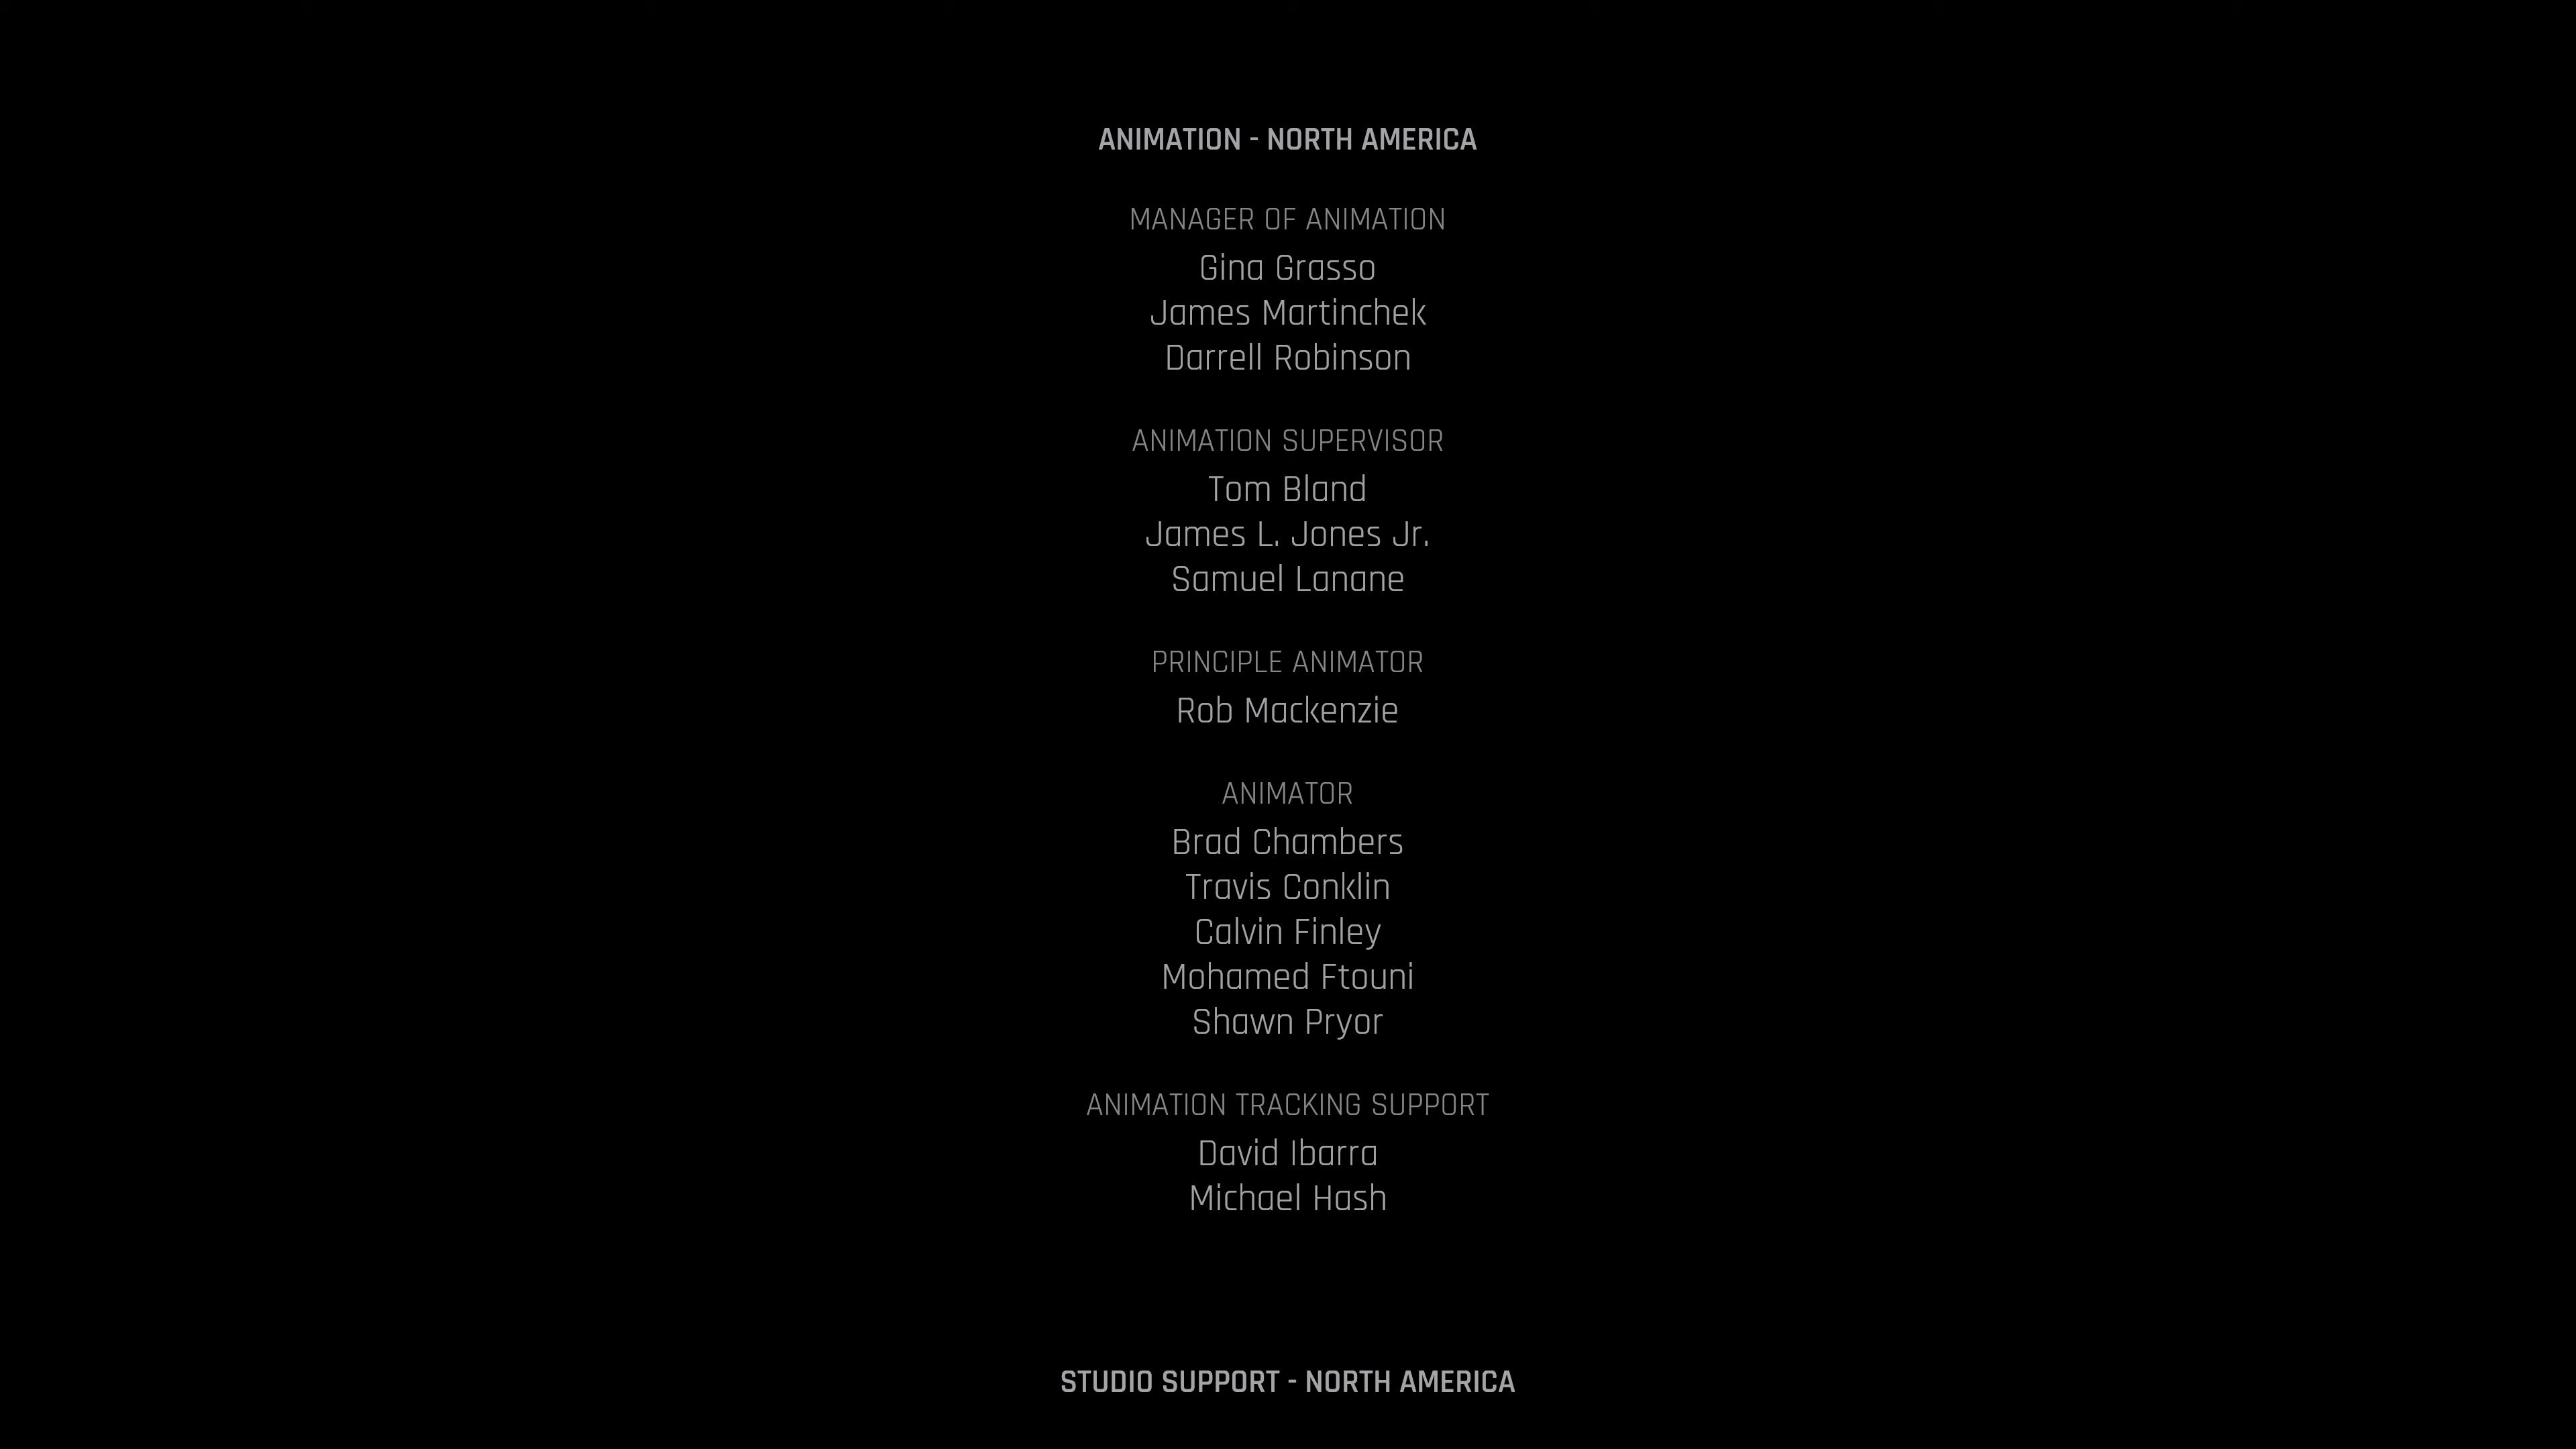 ANIMATION - NORTH AMERICA
MANAGER OF ANIMATION
Gina Grasso
James Martinchek
Darrell Robinson
ANIMATION SUPERVISOR
Tom Bland
James L. Jones Jr.
Samuel Lanane
PRINCIPLE ANIMATOR
Rob Mackenzie
ANIMATOR
Brad Chambers
Travis Conklin
Calvin Finley
Mohamed Ftouni
Shawn Pryor
ANIMATION TRACKING SUPPORT
David Ibarra
Michael Hash
STUDIO SUPPORT - NORTH AMERICA